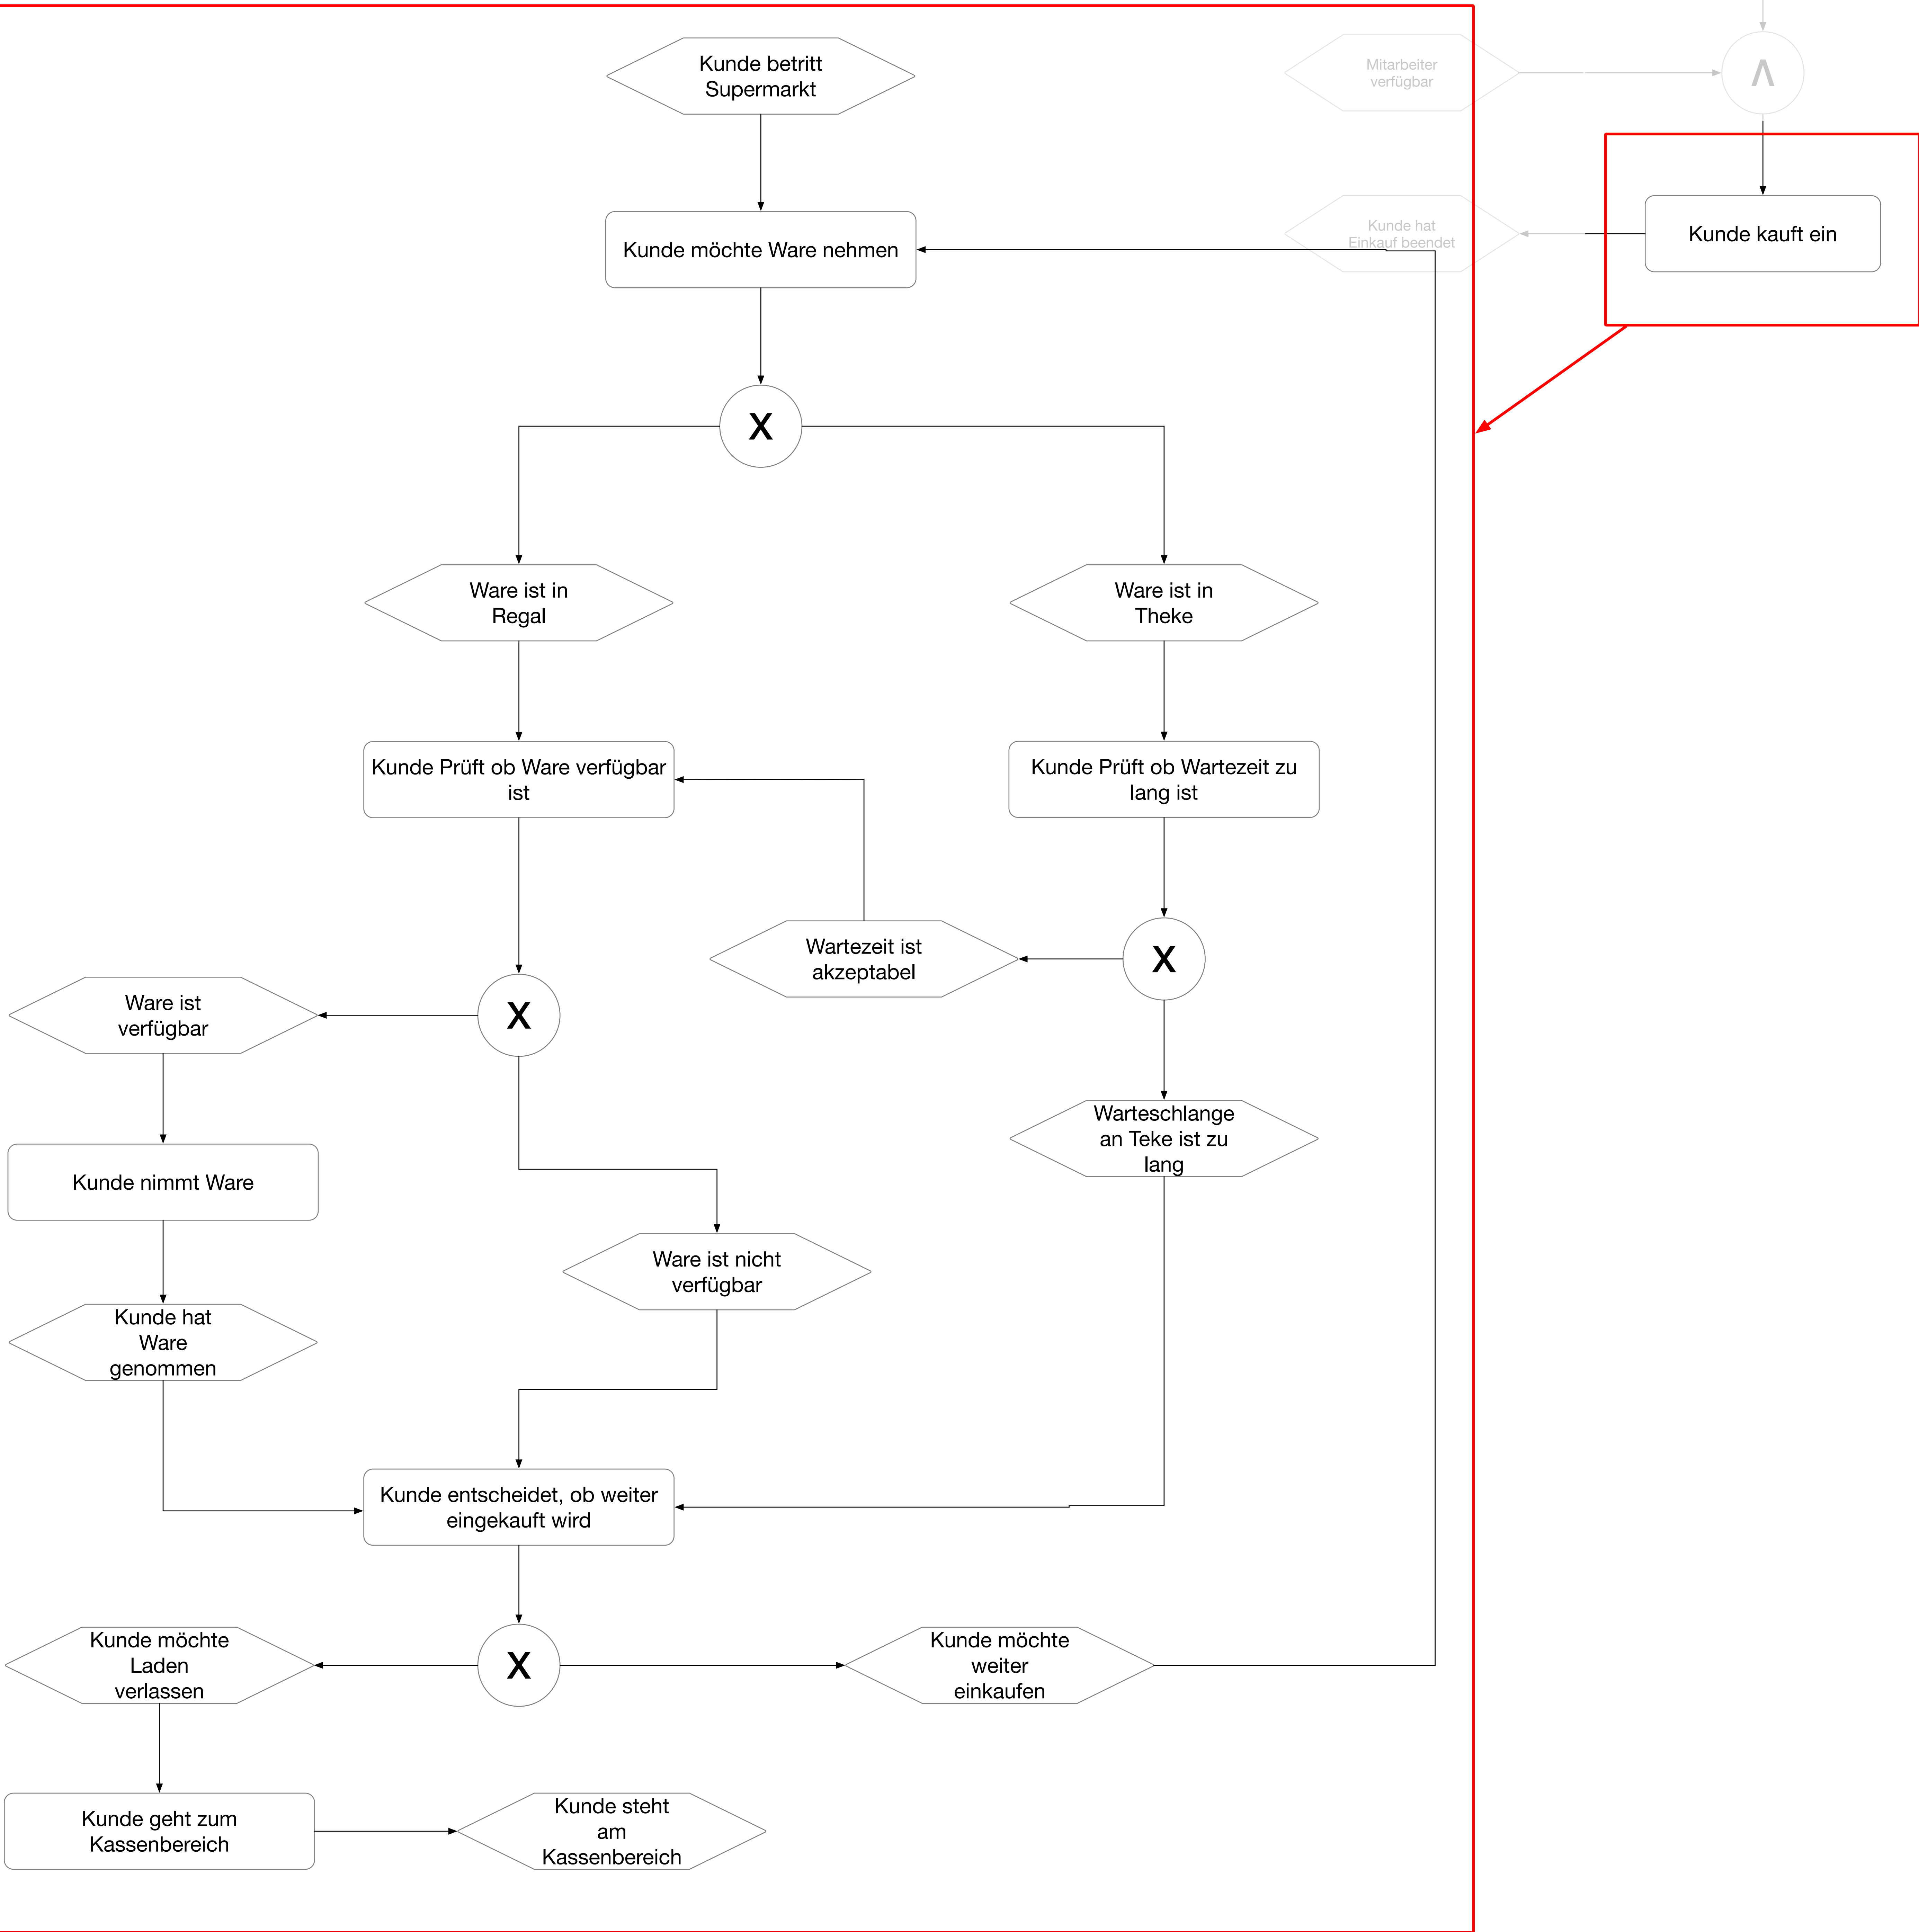 Kunde betritt
Supermarkt
Mitarbeiter
verfügbar
Λ
Kunde möchte Ware nehmen
Kunde hat
Einkauf beendet
Kunde kauft ein
X
Ware ist in
Regal
Ware ist in
Theke
Kunde Prüft ob Ware verfügbar
ist
Kunde Prüft ob Wartezeit zu
lang ist
Wartezeit ist
akzeptabel
X
Ware ist
verfügbar
X
Warteschlange
an Teke ist zu
lang
Kunde nimmt Ware
Ware ist nicht
verfügbar
Kunde hat
Ware
genommen
Kunde entscheidet, ob weiter
eingekauft wird
Kunde möchte
Laden
verlassen
X
Kunde möchte
weiter
einkaufen
Kunde geht zum
Kassenbereich
Kunde steht
am
Kassenbereich